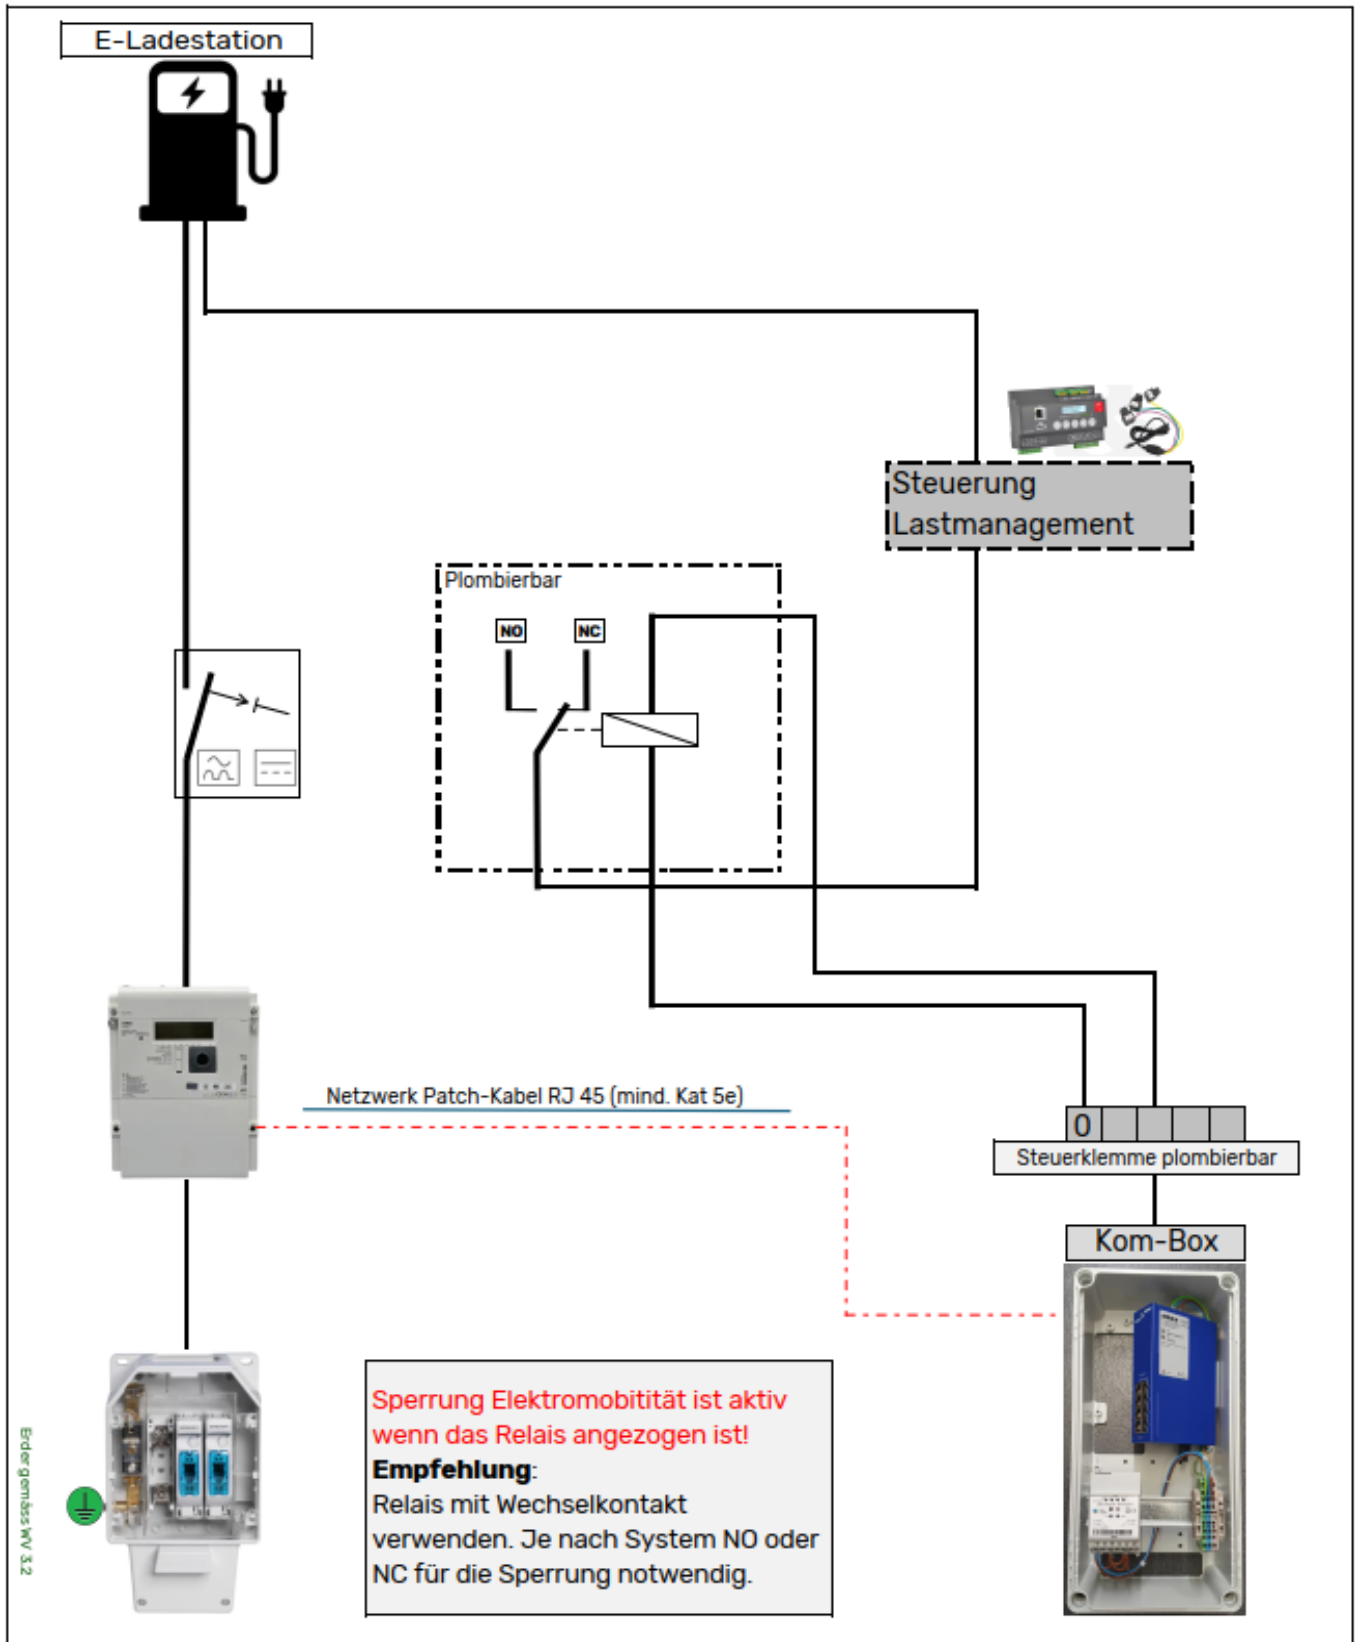 E-Ladestation
Steuerung
Lastmanagement
Plombierbar
NO
NC
Netzwerk Patch-Kabel RJ 45 (mind. Kat 5e)
0
Steuerklemme plombierbar
Kom-Box
Sperrung Elektromobitität ist aktiv
wenn das Relais angezogen ist!
Empfehlung:
Relais mit Wechselkontakt
verwenden. Je nach System NO oder
NC für die Sperrung notwendig.
Erder gemäss WV 3.2